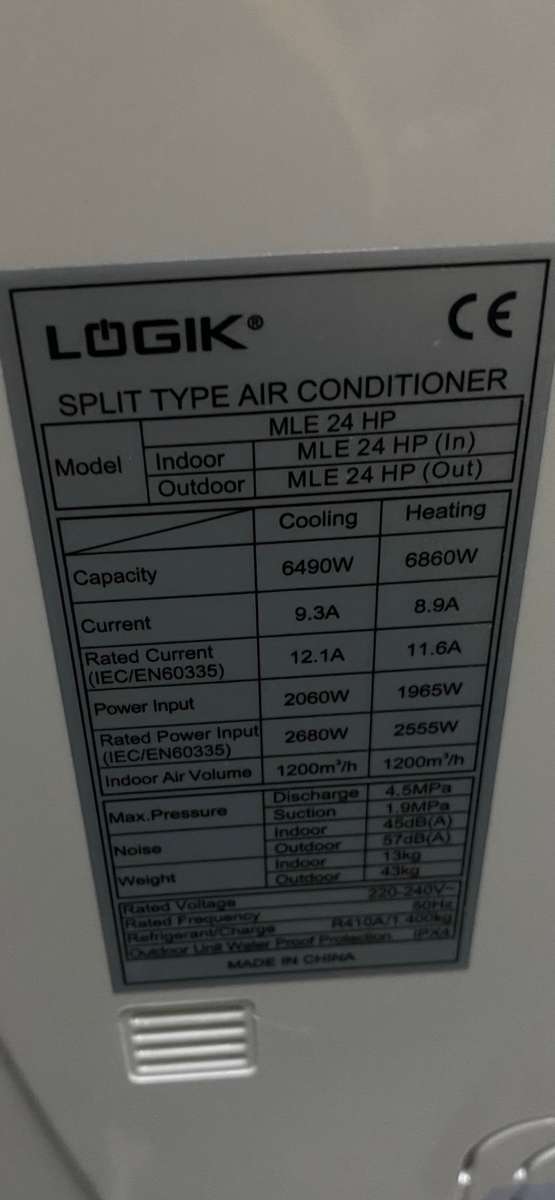 LOGIK®
CE
SPLIT TYPE AIR CONDITIONER
Model MLE 24 HP
Indoor MLE 24 HP (In)
Outdoor MLE 24 HP (Out)
Cooling Heating
Capacity 6490W 6860W
Current 9.3A 8.9A
Rated Current (IEC/EN60335) 12.1A 11.6A
Power Input 2060W 1965W
Rated Power Input (IEC/EN60335) 2680W 2555W
Indoor Air Volume 1200m³/h 1200m³/h
Max.Pressure Discharge 4.5MPa
Suction 1.9MPa
Noise Indoor 45dB(A)
Outdoor 57dB(A)
Weight Indoor 13kg
Outdoor 43kg
Rated Voltage 220-240V~
Rated Frequency 50Hz
Refrigerant/Charge R410A/1.400kg
Outdoor Unit Water Proof Protection IPX4
MADE IN CHINA